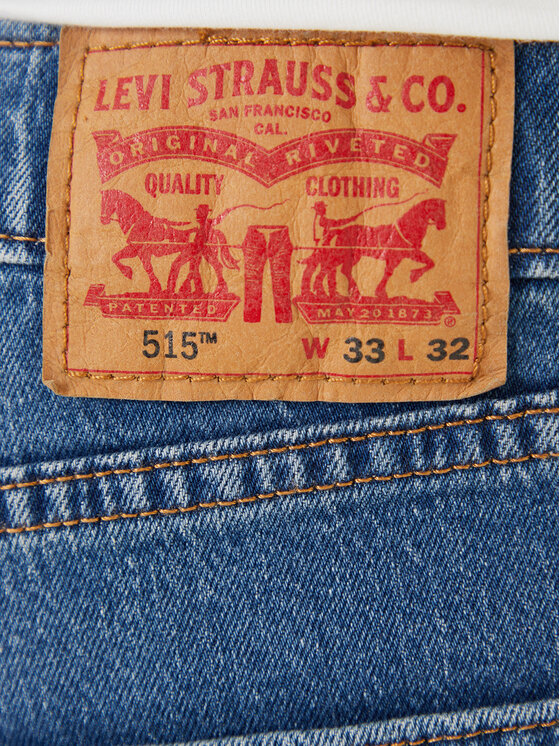 LEVI STRAUSS & CO.
SAN FRANCISCO
CAL.
ORIGINAL RIVETED
QUALITY CLOTHING
PATENTED MAY 20 1873
®
515™ W 33 L 32